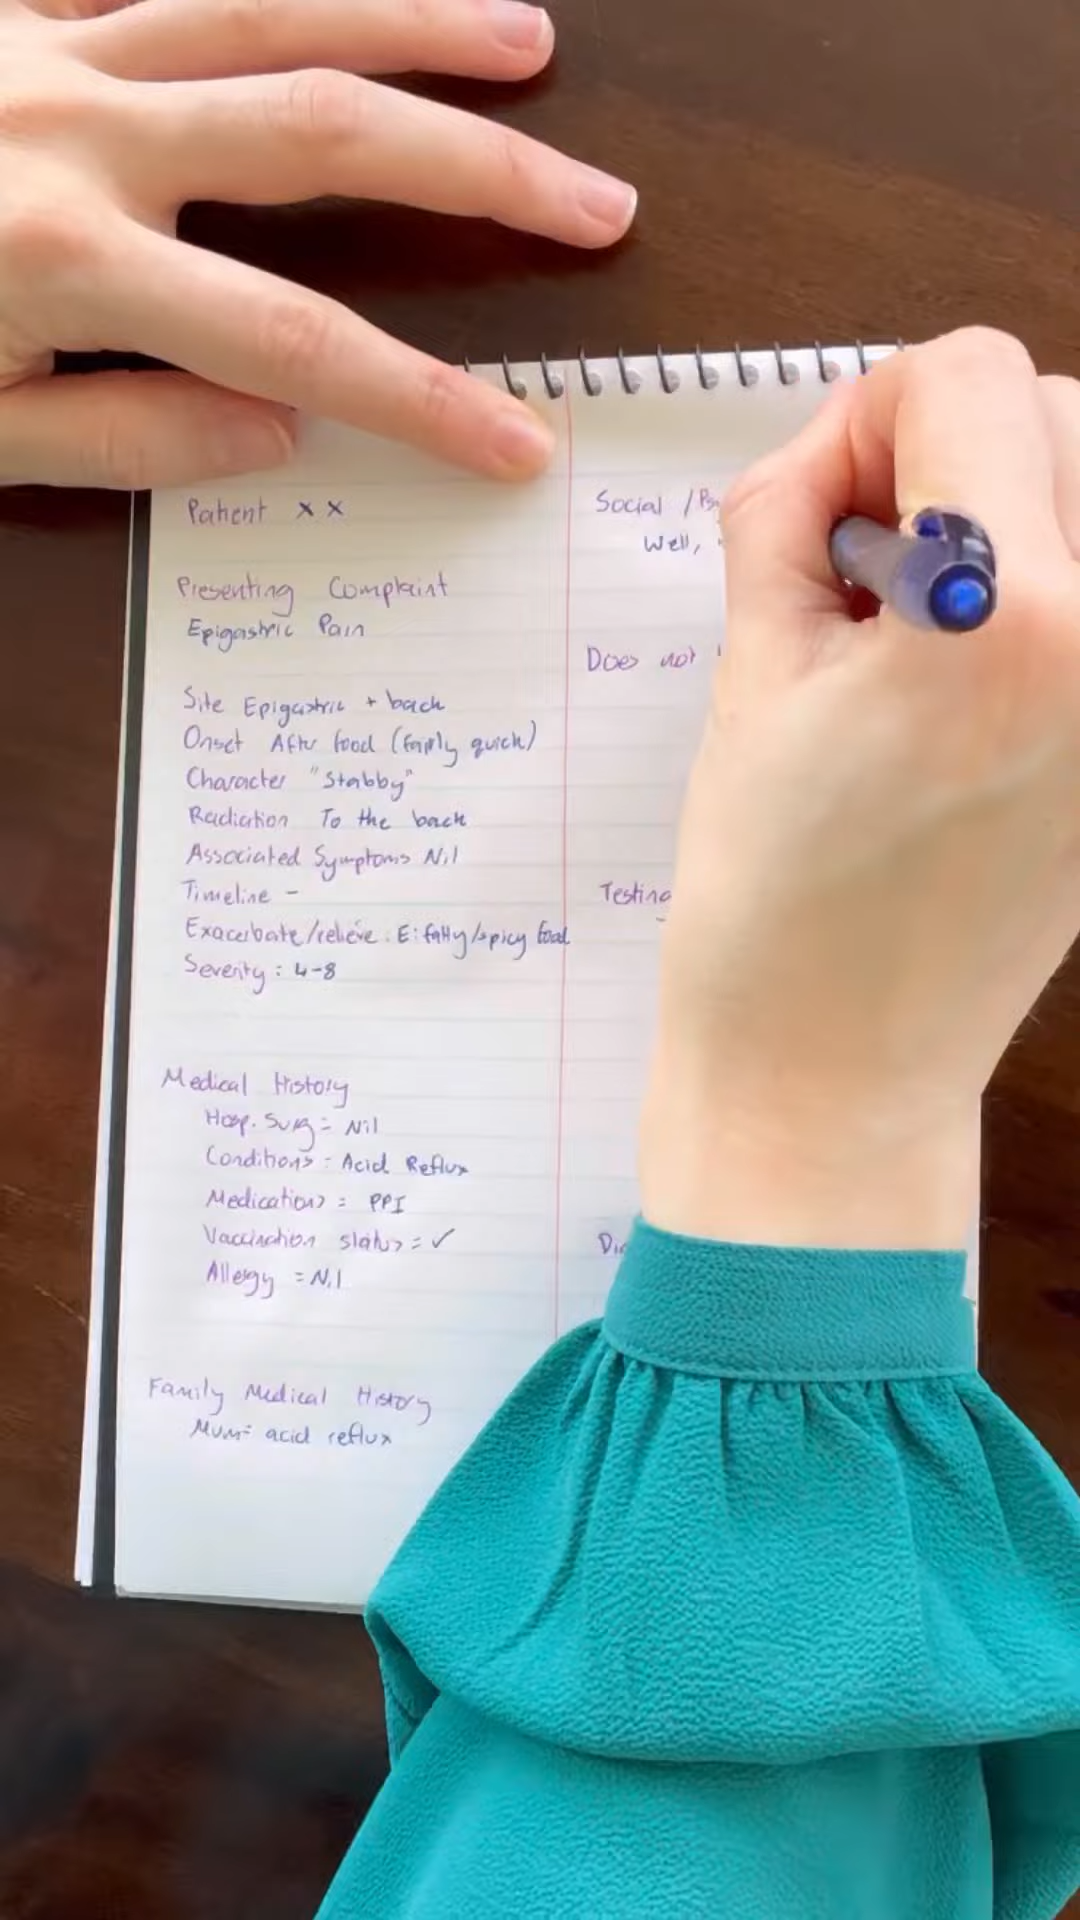 Patient x x
Presenting Complaint
Epigastric Pain
Site Epigastric + back
Onset After food (fairly quick)
Character "Stabby"
Radiation To the back
Associated Symptoms Nil
Timeline -
Exacerbate/relieve: E: fatty/spicy food
Severity: 4-8
Medical History
Hosp. Surg = Nil
Conditions = Acid Reflux
Medications = PPI
Vaccination status = ✓
Allergy = Nil
Family Medical History
Mum = acid reflux
Social /
Well,
Does not
Testing